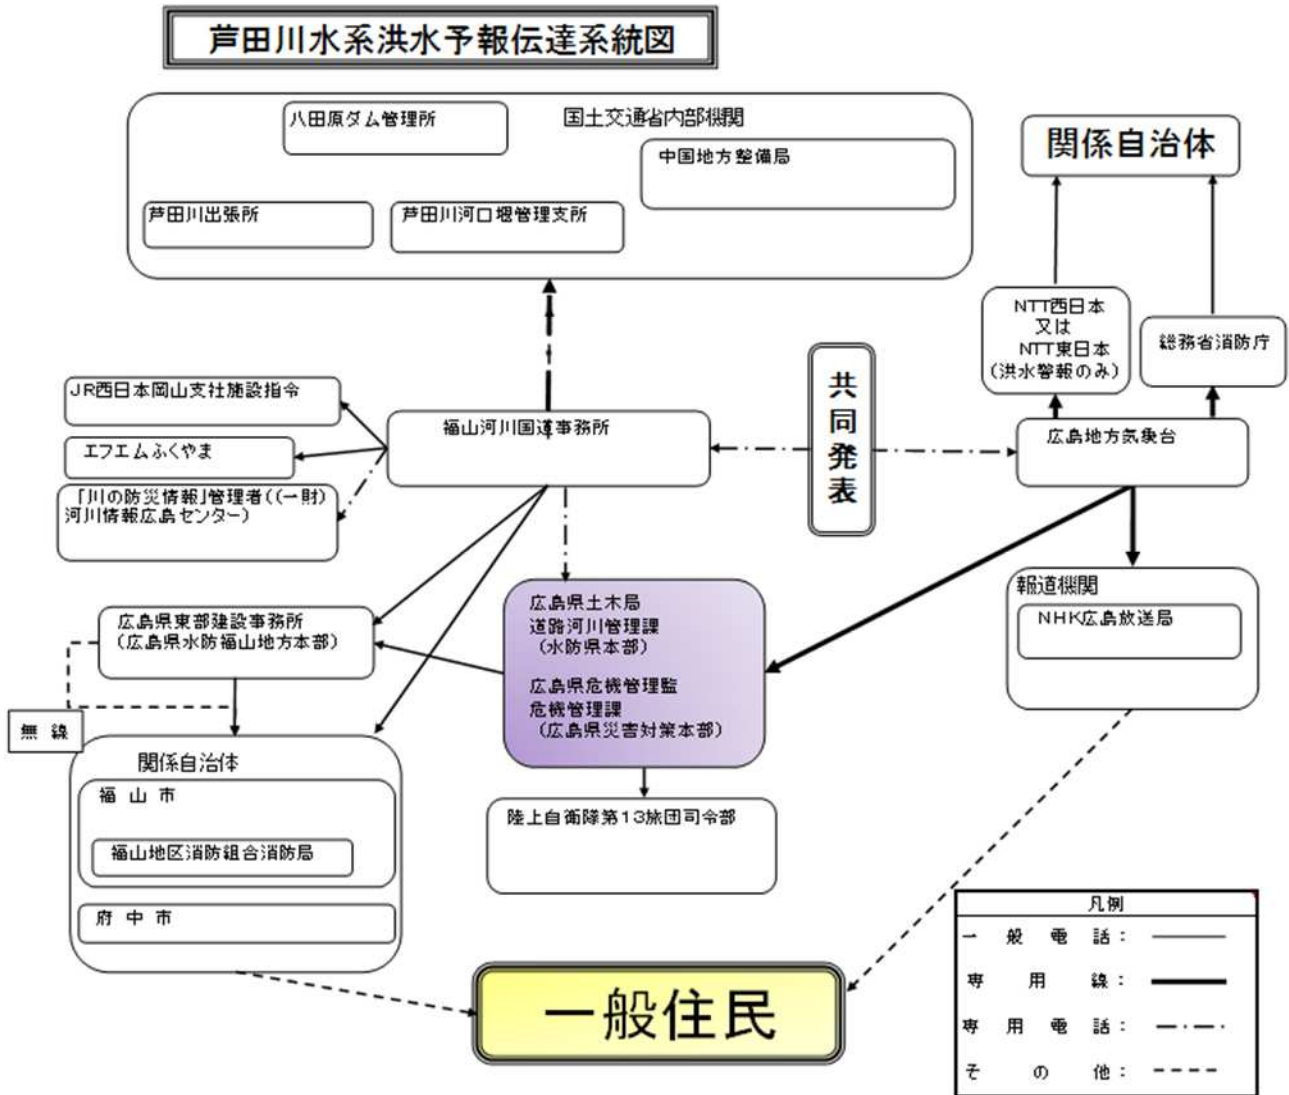 芦田川水系洪水予報伝達系統図
八田原ダム管理所
国土交通省内部機関
中国地方整備局
芦田川出張所
芦田川河口堰管理支所
関係自治体
NTT西日本
又は
NTT東日本
(洪水警報のみ)
総務省消防庁
共同発表
JR西日本岡山支社施設指令
エフエムふくやま
「川の防災情報」管理者((一財)
河川情報広島センター)
福山河川国道事務所
広島地方気象台
広島県土木局
道路河川管理課
(水防県本部)
広島県危機管理監
危機管理課
(広島県災害対策本部)
報道機関
NHK広島放送局
広島県東部建設事務所
(広島県水防福山地方本部)
無線
関係自治体
福山市
福山地区消防組合消防局
府中市
陸上自衛隊第13旅団司令部
一般住民
凡例
一般電話:
専用線:
専用電話:
その他: